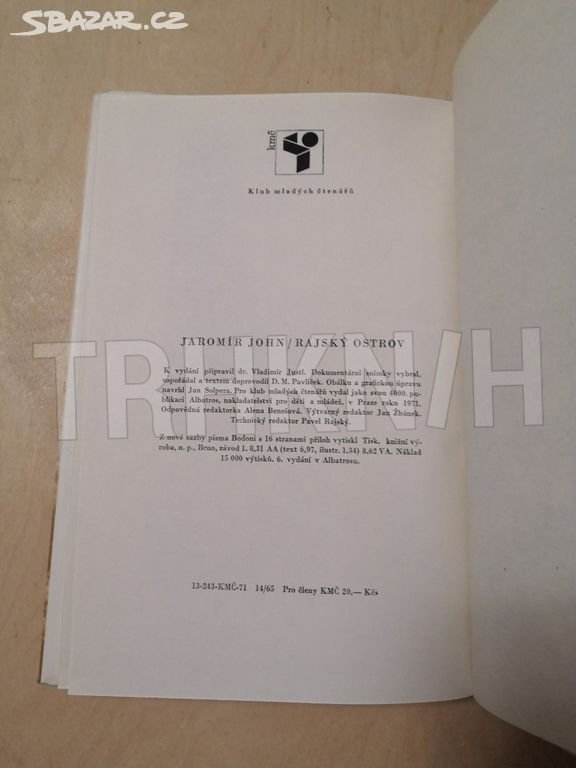 SBAZAR.CZ
kmč
Klub mladých čtenářů
JAROMÍR JOHN/RAJSKÝ OSTROV
K vydání připravil dr. Vladimír Justl. Dokumentární snímky vybral,
uspořádal a textem doprovodil D. M. Pavlíček. Obálku a grafickou úpravu
navrhl Jan Solpera. Pro klub mladých čtenářů vydal jako svou 4000. pu-
blikaci Albatros, nakladatelství pro děti a mládež, v Praze roku 1971.
Odpovědná redaktorka Alena Benešová. Výtvarný redaktor Jan Žbánek.
Technický redaktor Pavel Rajský.
Z nové sazby písma Bodoni a 16 stranami příloh vytiskl Tisk, knižní vý-
roba, n. p., Brno, závod 1. 8,31 AA (text 6,97, ilustr. 1,34) 8,62 VA. Náklad
15 000 výtisků. 6. vydání v Albatrosu.
13-243-KMČ-71 14/65 Pro členy KMČ 20,— Kčs
TRHKNIH